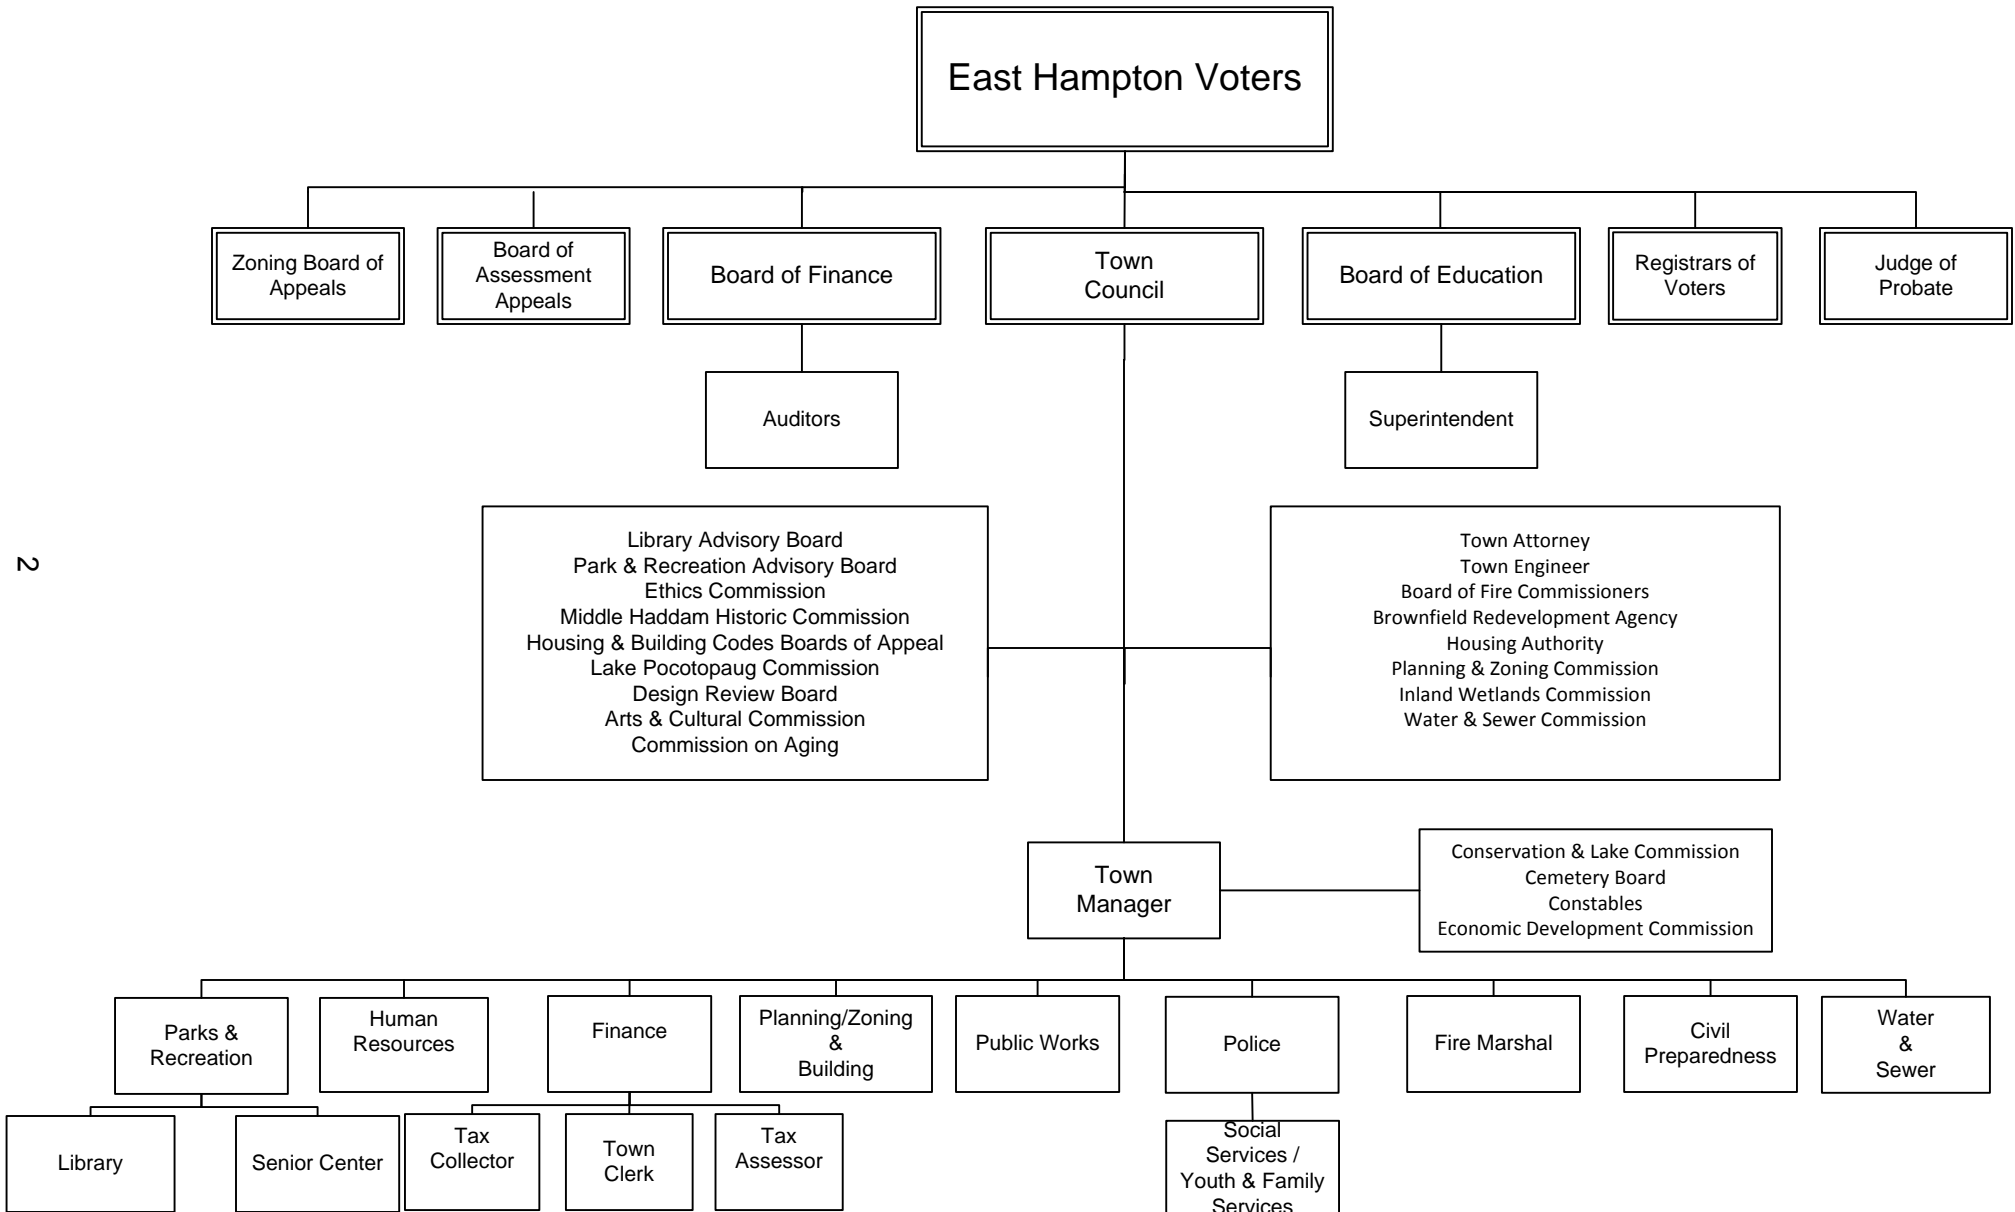 East Hampton Voters
Zoning Board of
Appeals
Board of
Assessment
Appeals
Board of Finance
Town
Council
Board of Education
Registrars of
Voters
Judge of
Probate
Auditors
Superintendent
2
Library Advisory Board
Park & Recreation Advisory Board
Ethics Commission
Middle Haddam Historic Commission
Housing & Building Codes Boards of Appeal
Lake Pocotopaug Commission
Design Review Board
Arts & Cultural Commission
Commission on Aging
Town Attorney
Town Engineer
Board of Fire Commissioners
Brownfield Redevelopment Agency
Housing Authority
Planning & Zoning Commission
Inland Wetlands Commission
Water & Sewer Commission
Town
Manager
Conservation & Lake Commission
Cemetery Board
Constables
Economic Development Commission
Parks &
Recreation
Human
Resources
Finance
Planning/Zoning
&
Building
Public Works
Police
Fire Marshal
Civil
Preparedness
Water
&
Sewer
Library
Senior Center
Tax
Collector
Town
Clerk
Tax
Assessor
Social
Services /
Youth & Family
Services